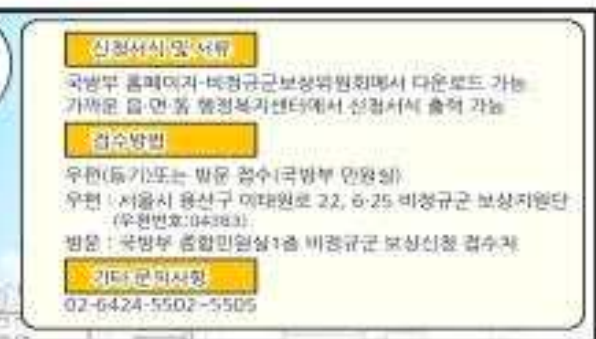 신청서식 및 서류
국방부 홈페이지-비정규군보상위원회에서 다운로드 가능
가까운 읍·면·동 행정복지센터에서 신청서식 출력 가능
접수방법
우편(등기)또는 방문 접수(국방부 민원실)
우편 : 서울시 용산구 이태원로 22, 6·25 비정규군 보상지원단
(우편번호:04383)
방문 : 국방부 종합민원실1층 비정규군 보상신청 접수처
기타 문의사항
02-6424-5502~5505